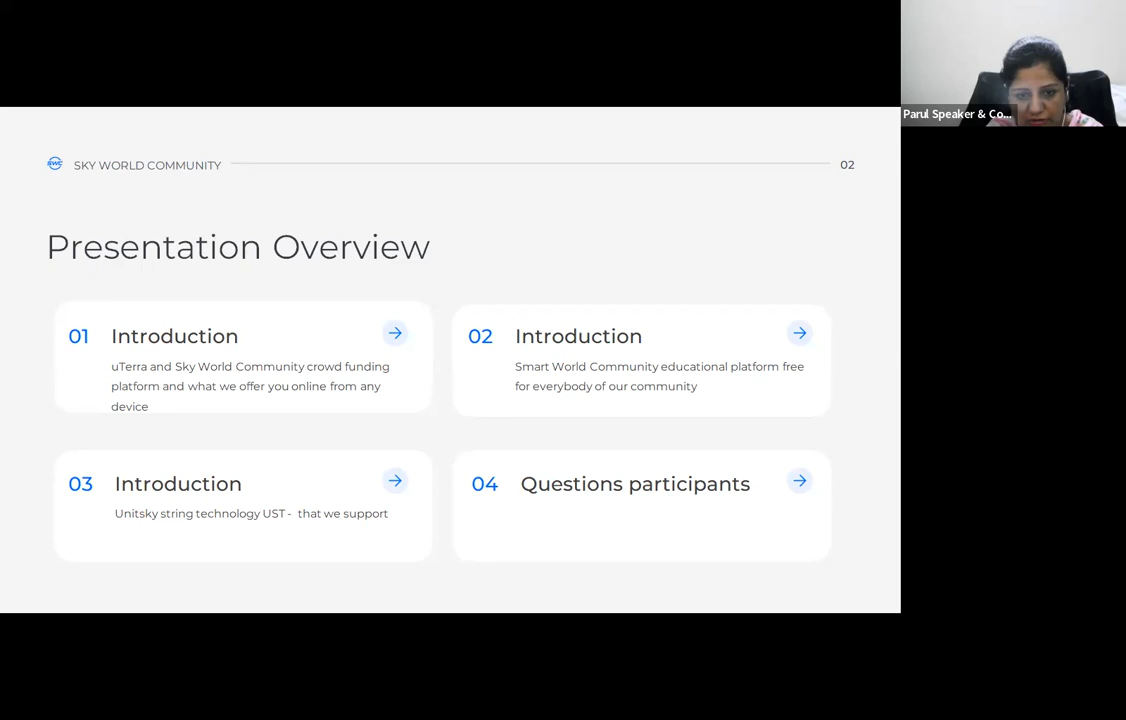 Parul Speaker & Co...
SWC
SKY WORLD COMMUNITY
02
Presentation Overview
01 Introduction
uTerra and Sky World Community crowd funding
platform and what we offer you online from any
device
02 Introduction
Smart World Community educational platform free
for everybody of our community
03 Introduction
Unitsky string technology UST - that we support
04 Questions participants